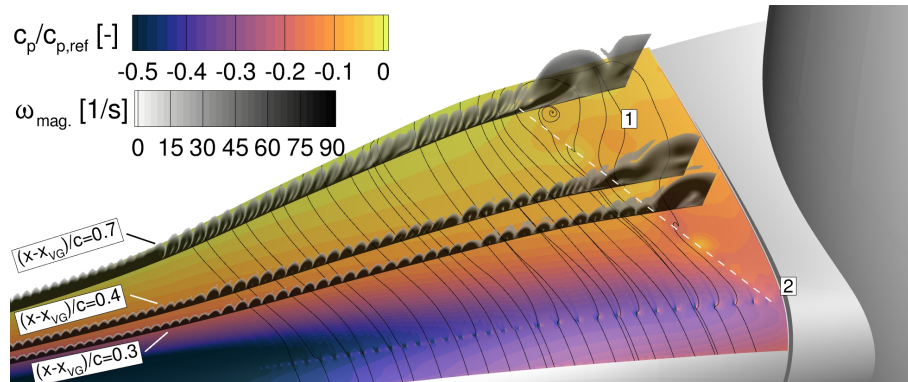 c_p/c_p,ref [-]
-0.5 -0.4 -0.3 -0.2 -0.1 0
ω_mag. [1/s]
0 15 30 45 60 75 90
1
(x-x_VG)/c=0.7
2
(x-x_VG)/c=0.4
(x-x_VG)/c=0.3